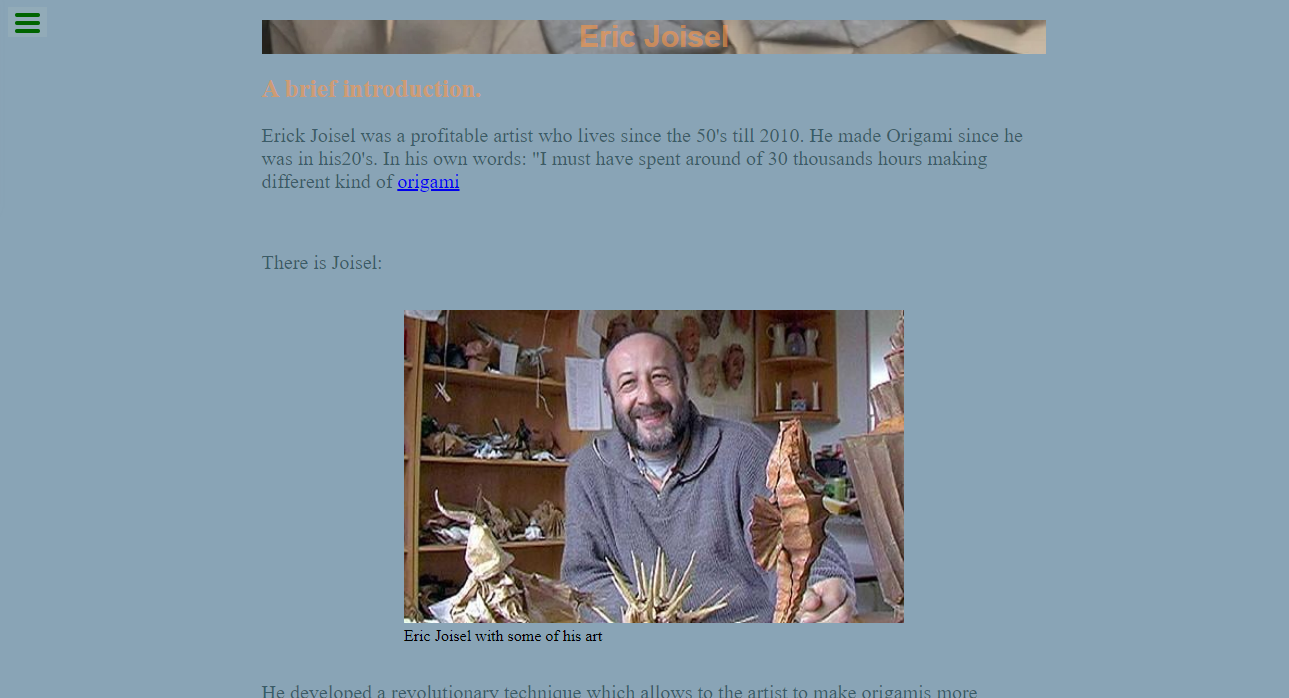 Eric Joisel
A brief introduction.
Erick Joisel was a profitable artist who lives since the 50's till 2010. He made Origami since he
was in his20's. In his own words: "I must have spent around of 30 thousands hours making
different kind of origami
There is Joisel:
Eric Joisel with some of his art
He developed a revolutionary technique which allows to the artist to make origamis more